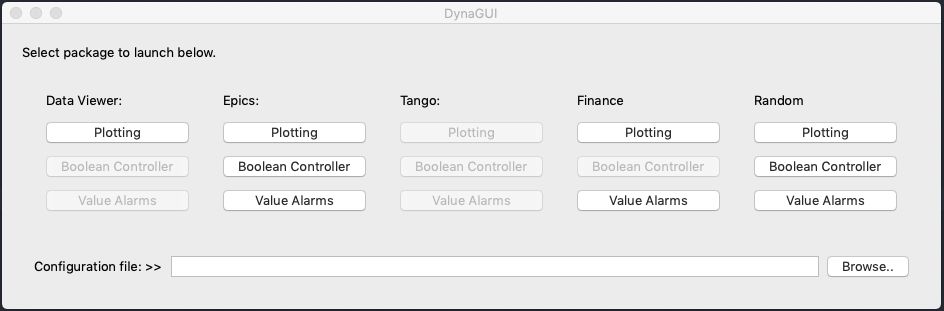 DynaGUI
Select package to launch below.
Data Viewer: Epics: Tango: Finance Random
Plotting Plotting Plotting Plotting Plotting
Boolean Controller Boolean Controller Boolean Controller Boolean Controller Boolean Controller
Value Alarms Value Alarms Value Alarms Value Alarms Value Alarms
Configuration file: >> Browse..